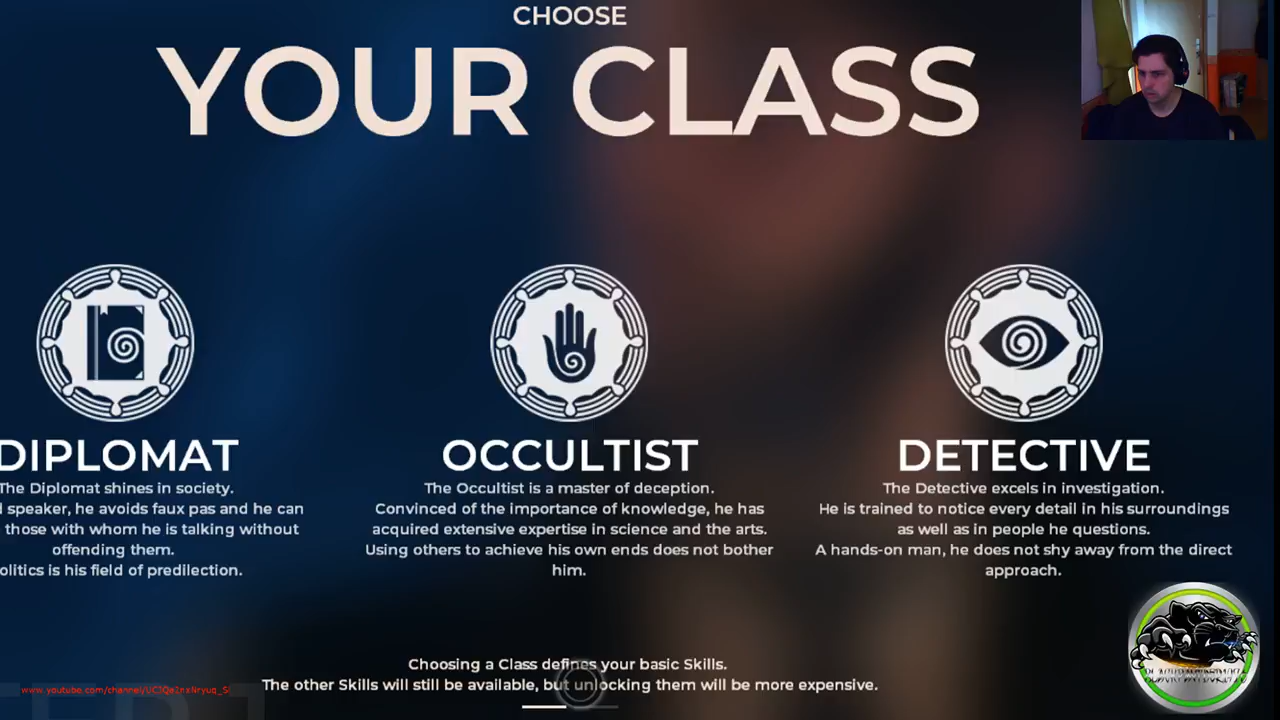 CHOOSE
YOUR CLASS
DIPLOMAT
The Diplomat shines in society.
speaker, he avoids faux pas and he can
those with whom he is talking without
offending them.
olitics is his field of predilection.
OCCULTIST
The Occultist is a master of deception.
Convinced of the importance of knowledge, he has
acquired extensive expertise in science and the arts.
Using others to achieve his own ends does not bother
him.
DETECTIVE
The Detective excels in investigation.
He is trained to notice every detail in his surroundings
as well as in people he questions.
A hands-on man, he does not shy away from the direct
approach.
Choosing a Class defines your basic Skills.
The other Skills will still be available, but unlocking them will be more expensive.